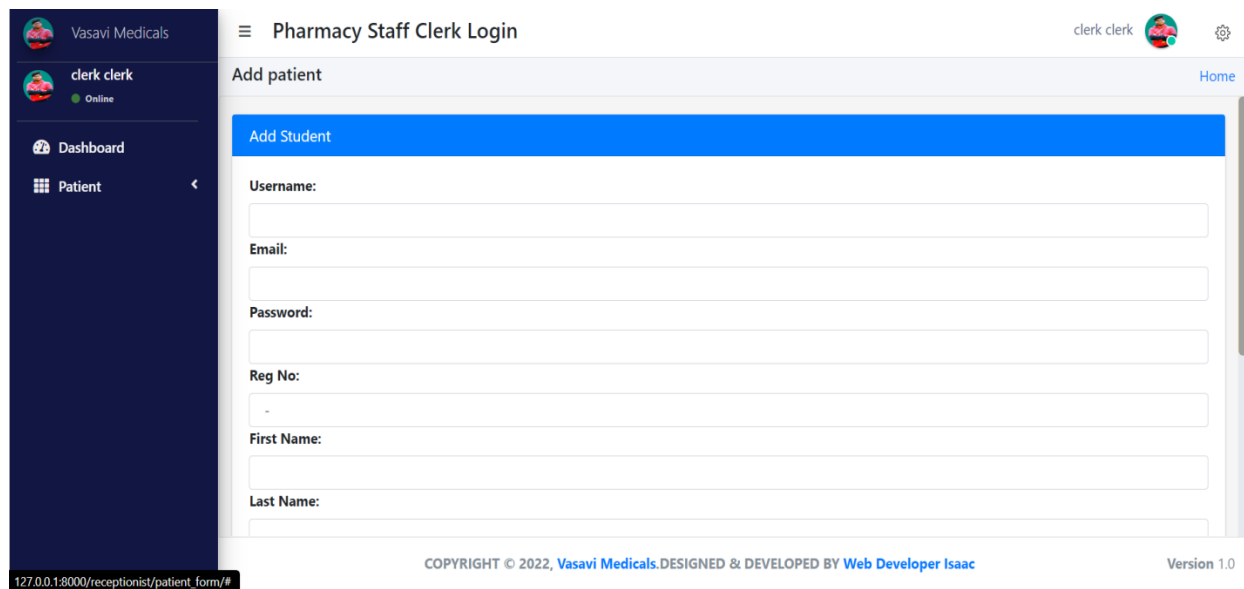 Vasavi Medicals
clerk clerk
Online
Dashboard
Patient
Pharmacy Staff Clerk Login
clerk clerk
Add patient
Home
Add Student
Username:
Email:
Password:
Reg No:
-
First Name:
Last Name:
COPYRIGHT © 2022, Vasavi Medicals.DESIGNED & DEVELOPED BY Web Developer Isaac
Version 1.0
127.0.0.1:8000/receptionist/patient_form/#